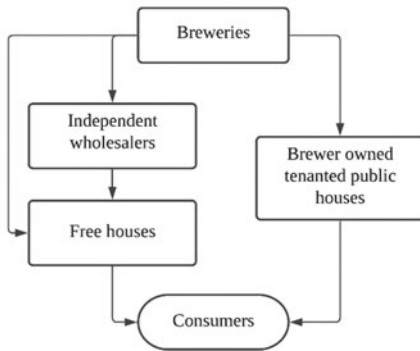 Breweries
Independent
wholesalers
Brewer owned
tenanted public
houses
Free houses
Consumers